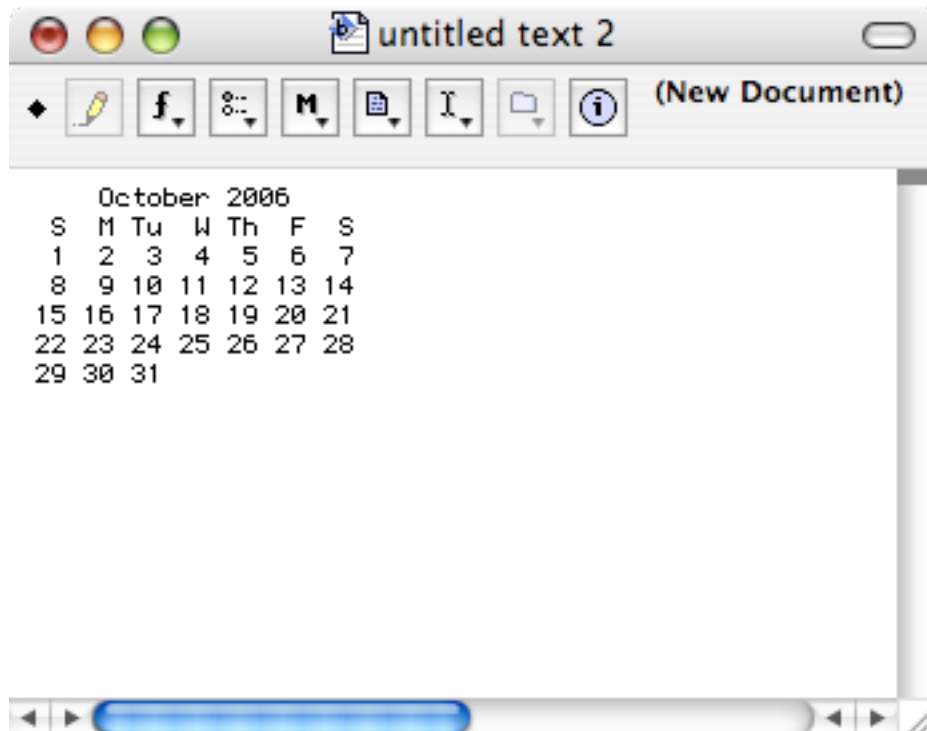 untitled text 2
(New Document)
October 2006
S M Tu W Th F S
1 2 3 4 5 6 7
8 9 10 11 12 13 14
15 16 17 18 19 20 21
22 23 24 25 26 27 28
29 30 31